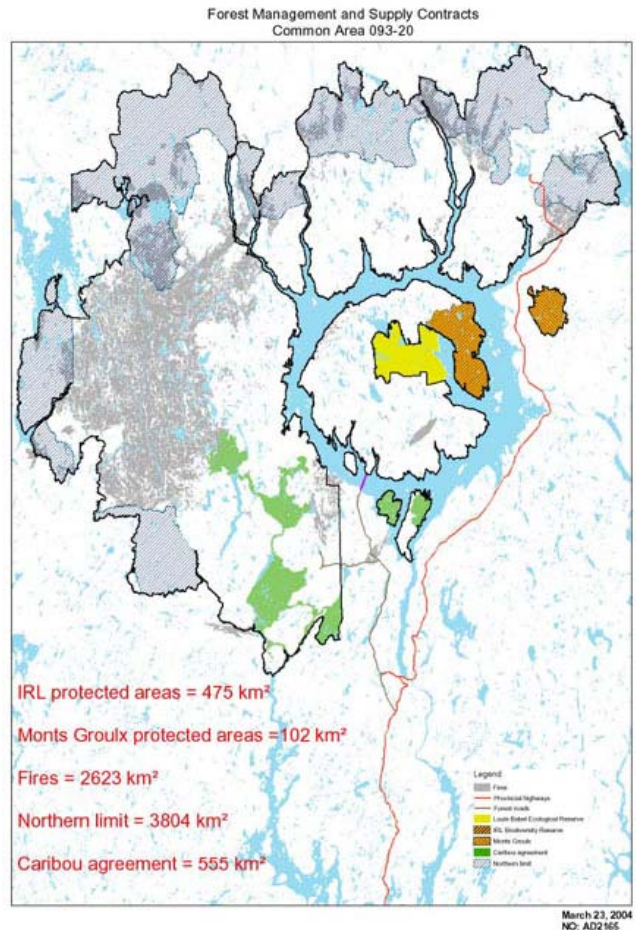 Forest Management and Supply Contracts
Common Area 093-20
IRL protected areas = 475 km²
Monts Groulx protected areas =102 km²
Fires = 2623 km²
Northern limit = 3804 km²
Caribou agreement = 555 km²
Legend
Fires
Provincial highways
Forest roads
Louis-Babel Ecological Reserve
IRL Biodiversity Reserve
Monts Groulx
Caribou agreement
Northern limit
March 23, 2004
NO: AD2165